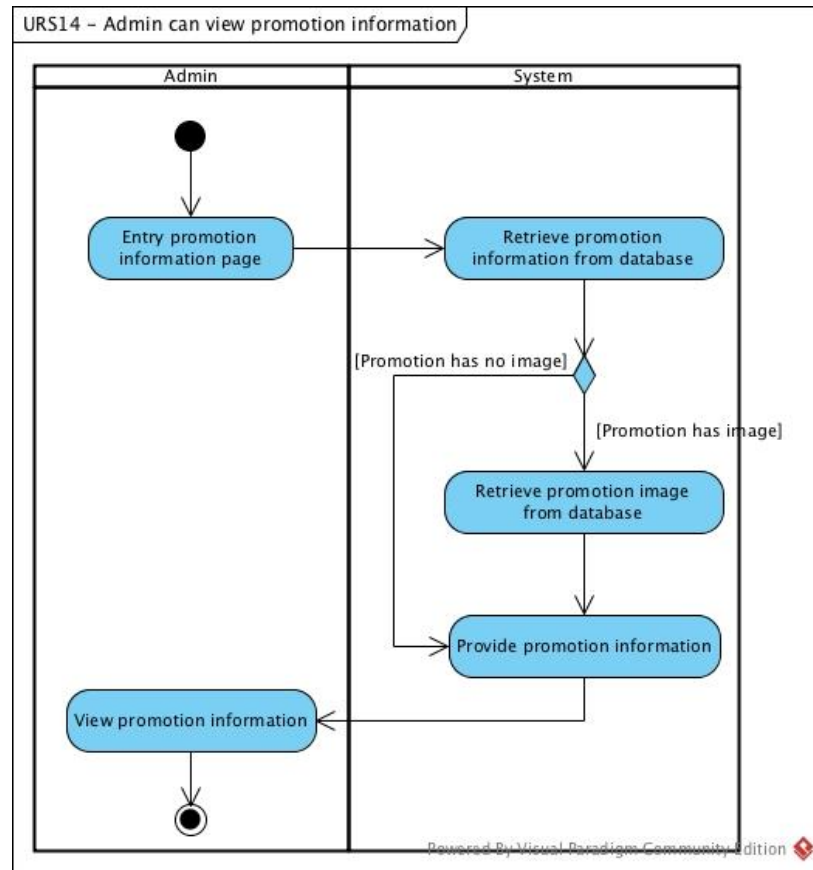 URS14 – Admin can view promotion information
Admin
System
Entry promotion
information page
Retrieve promotion
information from database
[Promotion has no image]
[Promotion has image]
Retrieve promotion image
from database
Provide promotion information
View promotion information
Powered By Visual Paradigm Community Edition